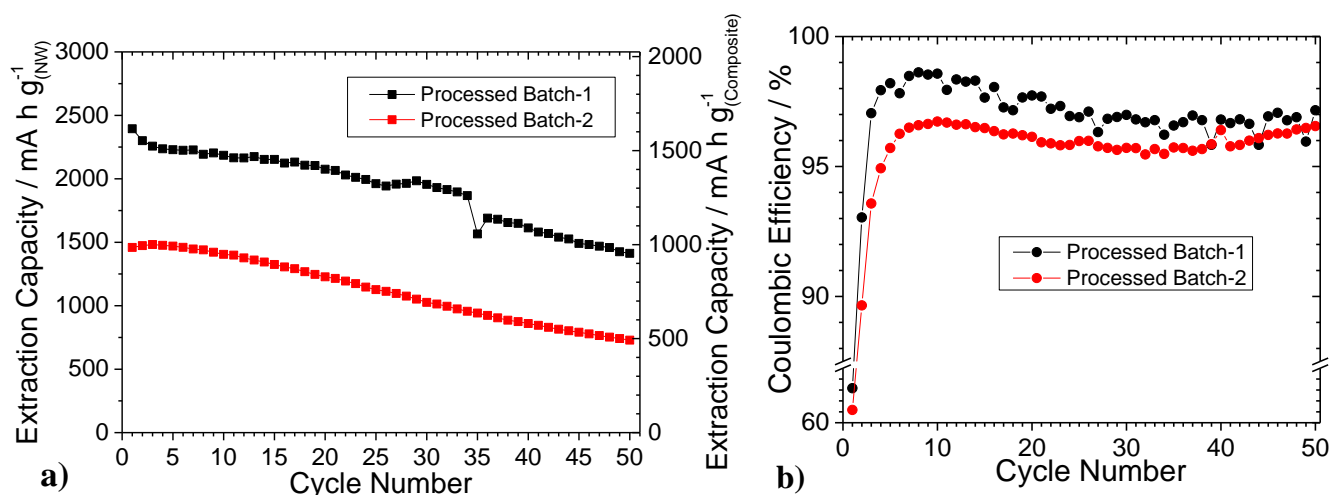 3000
2500
2000
1500
1000
500
0
Extraction Capacity / mA h g⁻¹(NW)
Processed Batch-1
Processed Batch-2
2000
1500
1000
500
0
Extraction Capacity / mA h g⁻¹(Composite)
0 5 10 15 20 25 30 35 40 45 50
Cycle Number
a)
100
95
90
60
Coulombic Efficiency / %
Processed Batch-1
Processed Batch-2
0 10 20 30 40 50
Cycle Number
b)